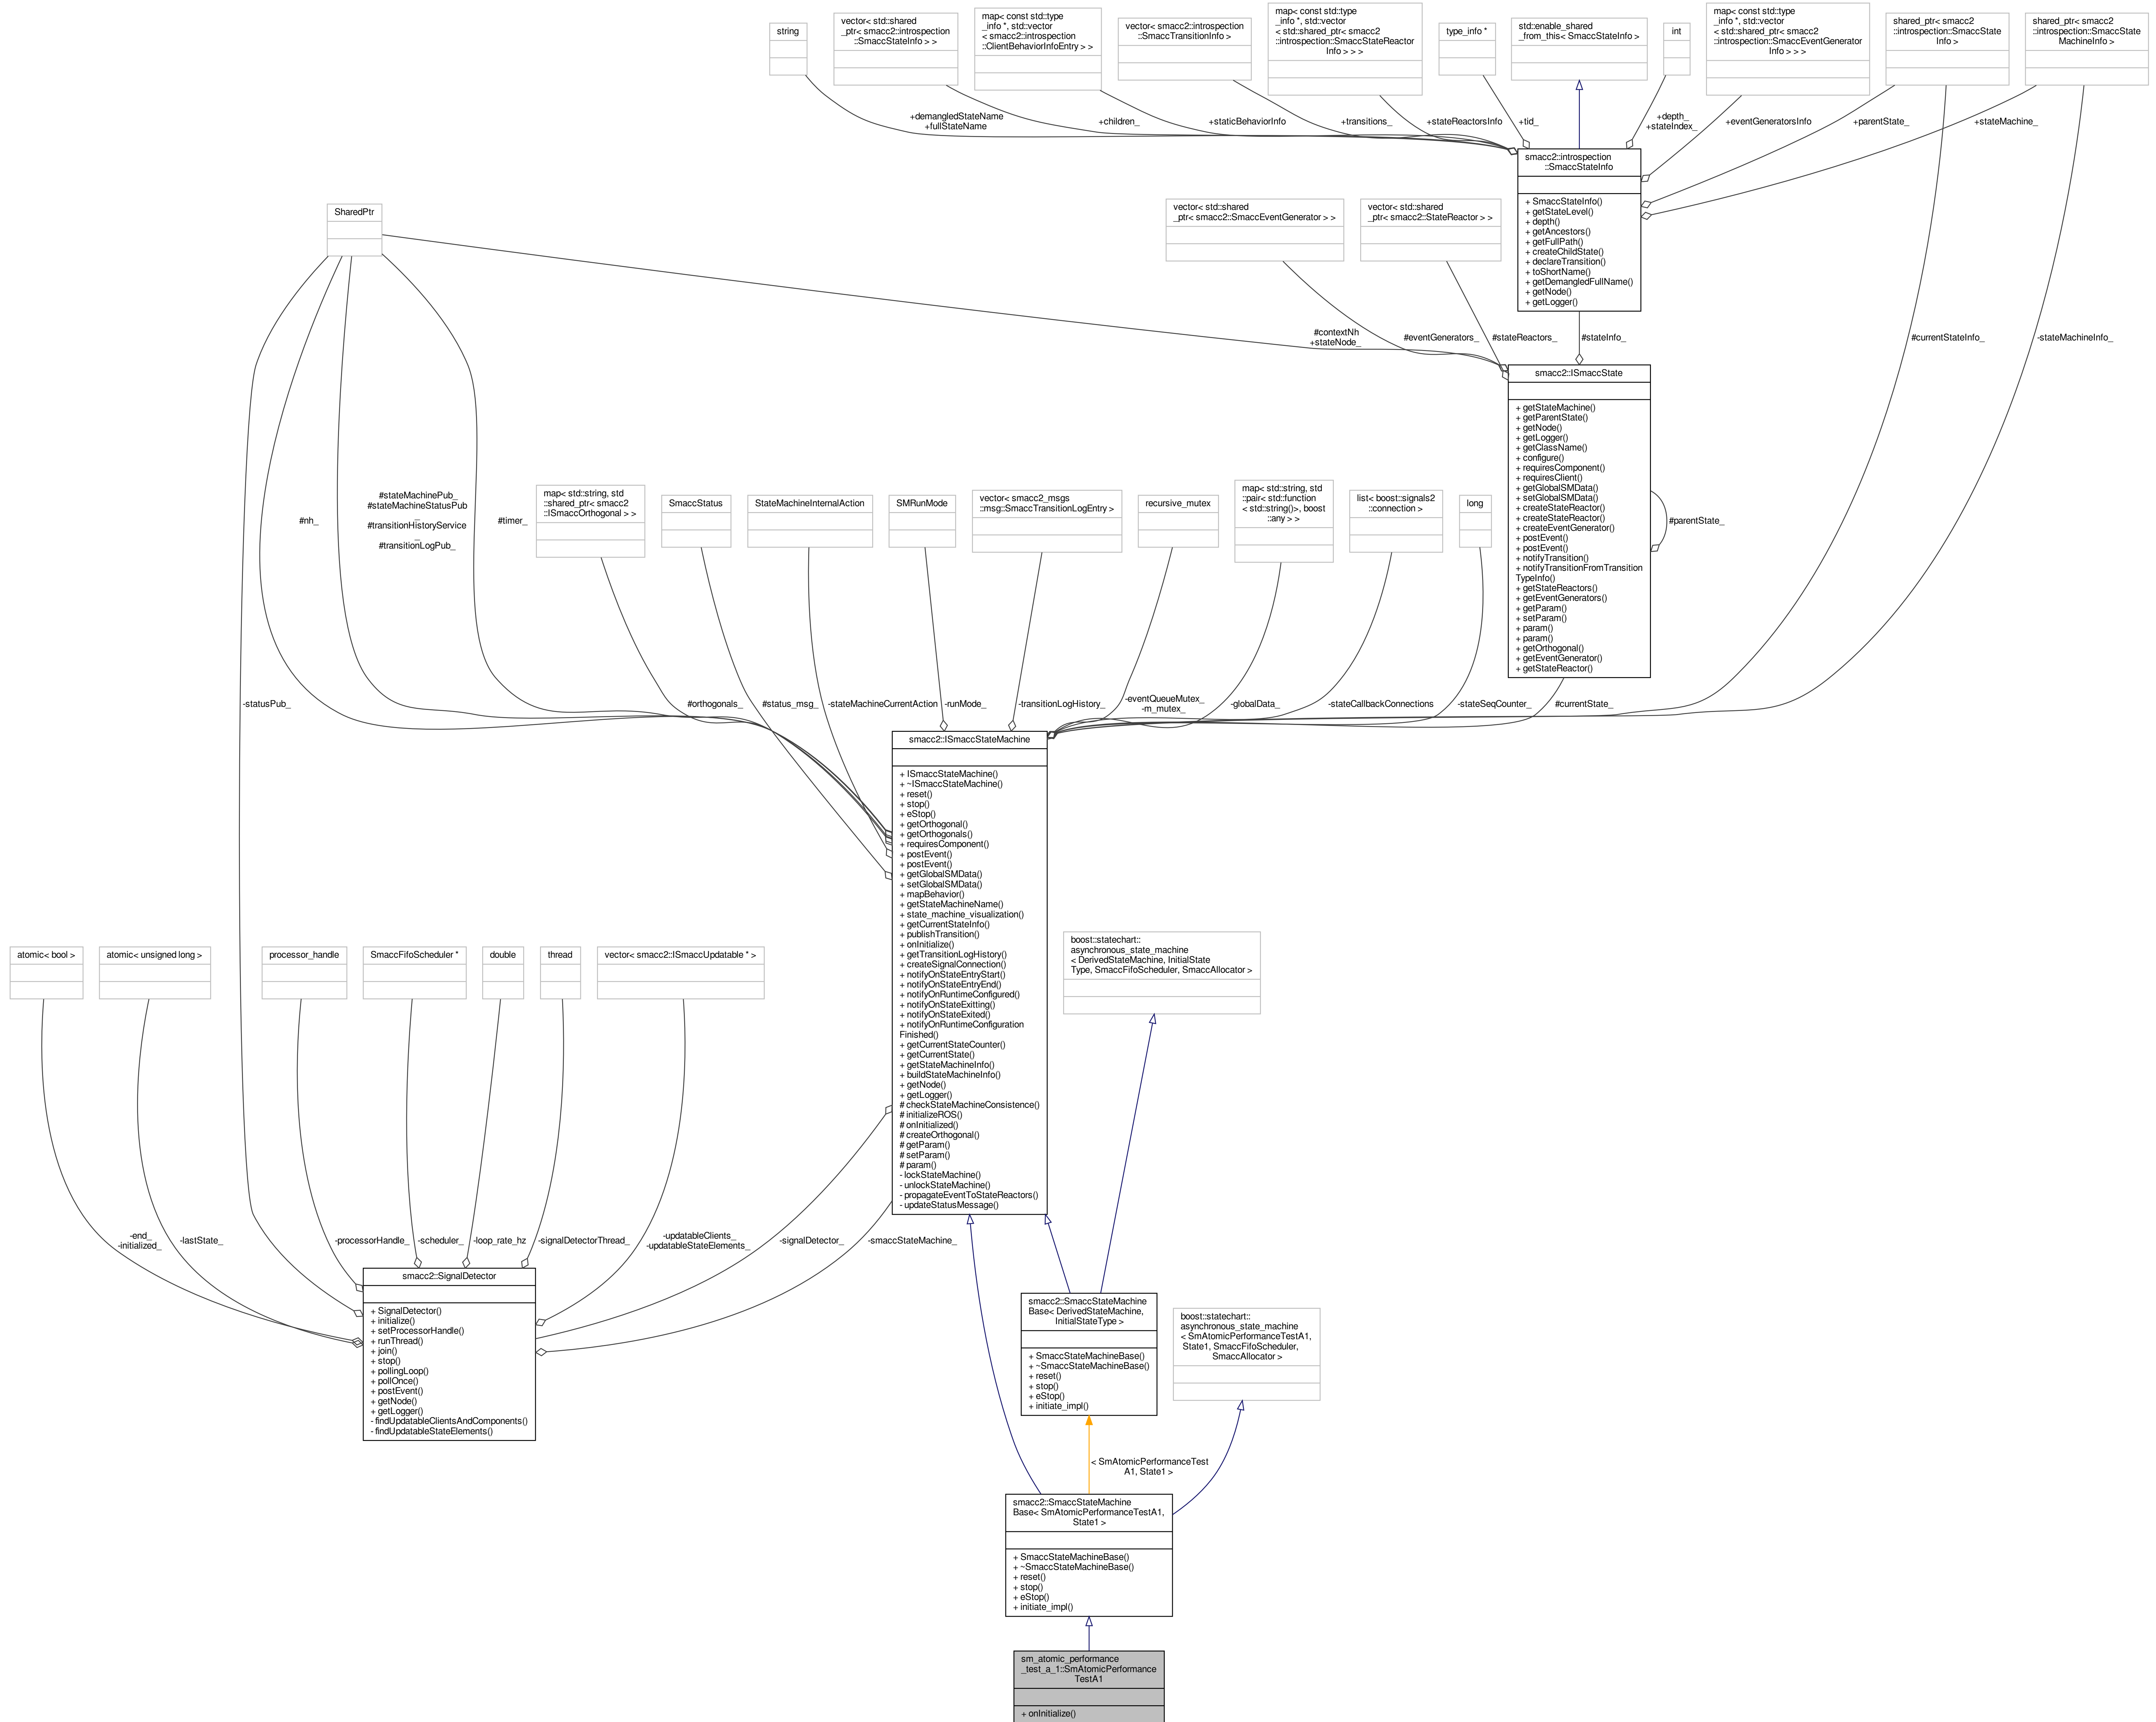 string
vector< std::shared
_ptr< smacc2::introspection
::SmaccStateInfo > >
map< const std::type
_info *, std::vector
< smacc2::introspection
::ClientBehaviorInfoEntry > >
vector< smacc2::introspection
::SmaccTransitionInfo >
map< const std::type
_info *, std::vector
< std::shared_ptr< smacc2
::introspection::SmaccStateReactor
Info > > >
type_info *
std::enable_shared
_from_this< SmaccStateInfo >
int
map< const std::type
_info *, std::vector
< std::shared_ptr< smacc2
::introspection::SmaccEventGenerator
Info > > >
shared_ptr< smacc2
::introspection::SmaccState
Info >
shared_ptr< smacc2
::introspection::SmaccState
MachineInfo >
+demangledStateName
+fullStateName
+children_
+staticBehaviorInfo
+transitions_
+stateReactorsInfo
+tid_
+depth_
+stateIndex_
+eventGeneratorsInfo
+parentState_
+stateMachine_
smacc2::introspection
::SmaccStateInfo
+ SmaccStateInfo()
+ getStateLevel()
+ depth()
+ getAncestors()
+ getFullPath()
+ createChildState()
+ declareTransition()
+ toShortName()
+ getDemangledFullName()
+ getNode()
+ getLogger()
SharedPtr
vector< std::shared
_ptr< smacc2::SmaccEventGenerator > >
vector< std::shared
_ptr< smacc2::StateReactor > >
#contextNh
+stateNode_
#eventGenerators_
#stateReactors_
#stateInfo_
#currentStateInfo_
-stateMachineInfo_
smacc2::ISmaccState
+ getStateMachine()
+ getParentState()
+ getNode()
+ getLogger()
+ getClassName()
+ configure()
+ requiresComponent()
+ requiresClient()
+ getGlobalSMData()
+ setGlobalSMData()
+ createStateReactor()
+ createStateReactor()
+ createEventGenerator()
+ postEvent()
+ postEvent()
+ notifyTransition()
+ notifyTransitionFromTransition
TypeInfo()
+ getStateReactors()
+ getEventGenerators()
+ getParam()
+ setParam()
+ param()
+ param()
+ getOrthogonal()
+ getEventGenerator()
+ getStateReactor()
#parentState_
#nh_
#stateMachinePub_
#stateMachineStatusPub
_
#transitionHistoryService
_
#transitionLogPub_
#timer_
map< std::string, std
::shared_ptr< smacc2
::ISmaccOrthogonal > >
SmaccStatus
StateMachineInternalAction
SMRunMode
vector< smacc2_msgs
::msg::SmaccTransitionLogEntry >
recursive_mutex
map< std::string, std
::pair< std::function
< std::string()>, boost
::any > >
list< boost::signals2
::connection >
long
-statusPub_
#orthogonals_
#status_msg_
-stateMachineCurrentAction
-runMode_
-transitionLogHistory_
-eventQueueMutex_
-m_mutex_
-globalData_
-stateCallbackConnections
-stateSeqCounter_
#currentState_
smacc2::ISmaccStateMachine
+ ISmaccStateMachine()
+ ~ISmaccStateMachine()
+ reset()
+ stop()
+ eStop()
+ getOrthogonal()
+ getOrthogonals()
+ requiresComponent()
+ postEvent()
+ postEvent()
+ getGlobalSMData()
+ setGlobalSMData()
+ mapBehavior()
+ getStateMachineName()
+ state_machine_visualization()
+ getCurrentStateInfo()
+ publishTransition()
+ onInitialize()
+ getTransitionLogHistory()
+ createSignalConnection()
+ notifyOnStateEntryStart()
+ notifyOnStateEntryEnd()
+ notifyOnRuntimeConfigured()
+ notifyOnStateExitting()
+ notifyOnStateExited()
+ notifyOnRuntimeConfiguration
Finished()
+ getCurrentStateCounter()
+ getCurrentState()
+ getStateMachineInfo()
+ buildStateMachineInfo()
+ getNode()
+ getLogger()
# checkStateMachineConsistence()
# initializeROS()
# onInitialized()
# createOrthogonal()
# getParam()
# setParam()
# param()
- lockStateMachine()
- unlockStateMachine()
- propagateEventToStateReactors()
- updateStatusMessage()
atomic< bool >
atomic< unsigned long >
processor_handle
SmaccFifoScheduler *
double
thread
vector< smacc2::ISmaccUpdatable * >
boost::statechart::
asynchronous_state_machine
< DerivedStateMachine, InitialState
Type, SmaccFifoScheduler, SmaccAllocator >
-end_
-initialized_
-lastState_
-processorHandle_
-scheduler_
-loop_rate_hz
-signalDetectorThread_
-updatableClients_
-updatableStateElements_
-signalDetector_
-smaccStateMachine_
smacc2::SignalDetector
+ SignalDetector()
+ initialize()
+ setProcessorHandle()
+ runThread()
+ join()
+ stop()
+ pollingLoop()
+ pollOnce()
+ postEvent()
+ getNode()
+ getLogger()
- findUpdatableClientsAndComponents()
- findUpdatableStateElements()
smacc2::SmaccStateMachine
Base< DerivedStateMachine,
InitialStateType >
+ SmaccStateMachineBase()
+ ~SmaccStateMachineBase()
+ reset()
+ stop()
+ eStop()
+ initiate_impl()
boost::statechart::
asynchronous_state_machine
< SmAtomicPerformanceTestA1,
State1, SmaccFifoScheduler,
SmaccAllocator >
< SmAtomicPerformanceTest
A1, State1 >
smacc2::SmaccStateMachine
Base< SmAtomicPerformanceTestA1,
State1 >
+ SmaccStateMachineBase()
+ ~SmaccStateMachineBase()
+ reset()
+ stop()
+ eStop()
+ initiate_impl()
sm_atomic_performance
_test_a_1::SmAtomicPerformance
TestA1
+ onInitialize()